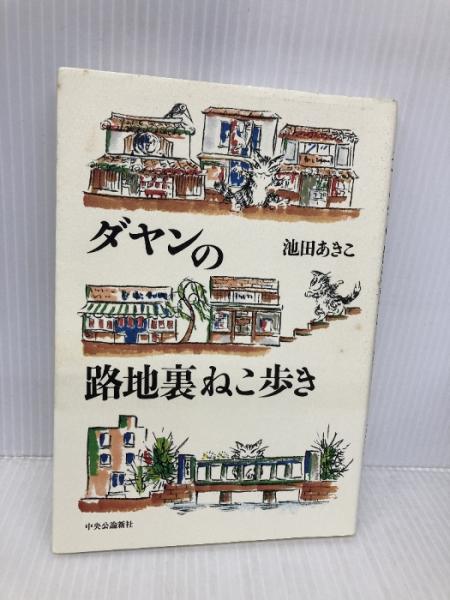 ダヤンの
池田あきこ
路地裏ねこ歩き
中央公論新社